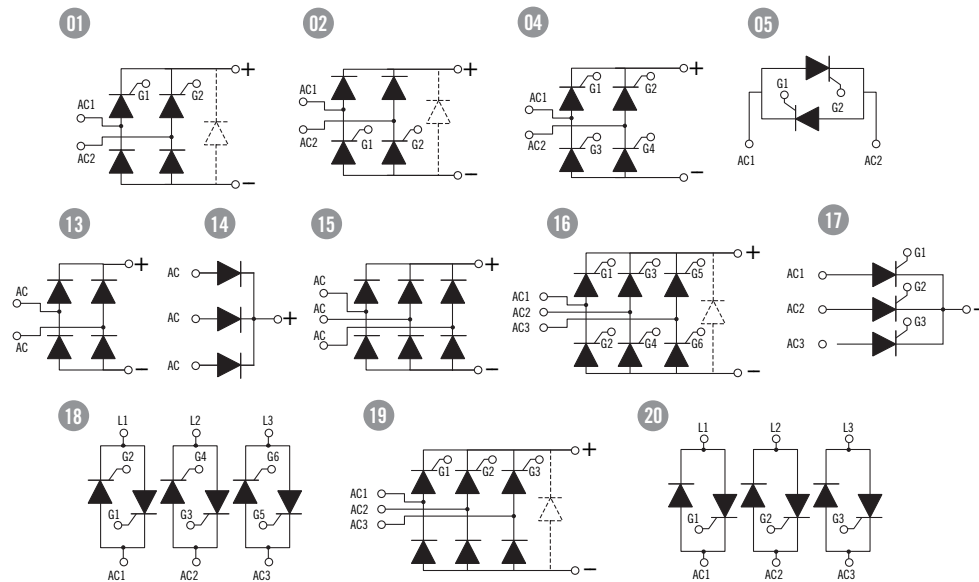 01
+
G1
G2
AC1
AC2
−
02
+
AC1
AC2
G1
G2
−
04
+
G1
G2
AC1
AC2
G3
G4
−
05
G1
G2
AC1
AC2
13
+
AC
AC
−
14
AC
AC
+
AC
15
+
AC
AC
AC
−
16
+
G1
G3
G5
AC1
AC2
AC3
G2
G4
G6
−
17
G1
AC1
G2
AC2
−
G3
AC3
18
L1
L2
L3
G2
G4
G6
G1
G3
G5
AC1
AC2
AC3
19
+
G1
G2
G3
AC1
AC2
AC3
−
20
L1
L2
L3
G1
G2
G3
AC1
AC2
AC3